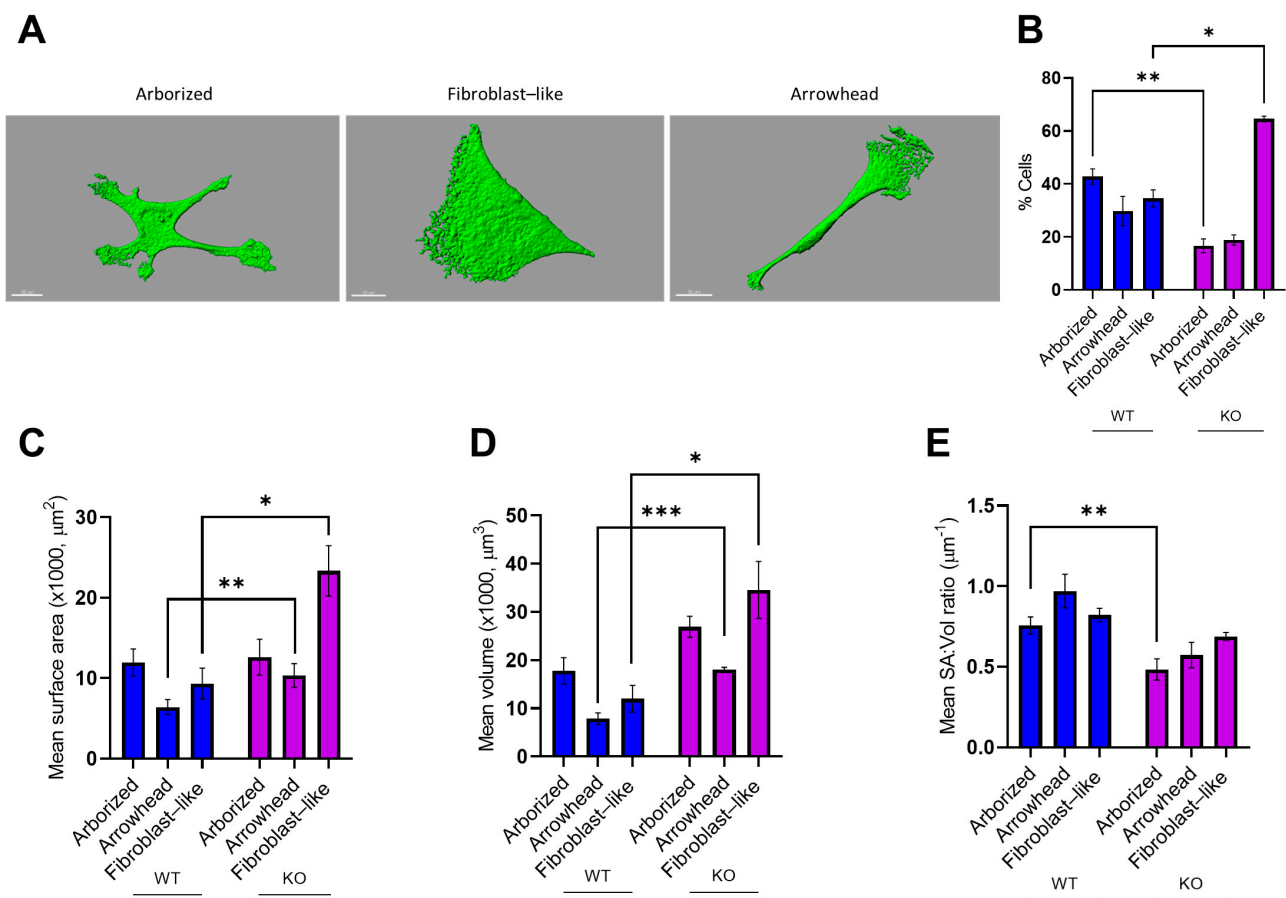 A
Arborized
Fibroblast–like
Arrowhead
B
*
**
% Cells
80
60
40
20
0
Arborized
Arrowhead
Fibroblast–like
Arborized
Arrowhead
Fibroblast–like
WT
KO
C
*
**
Mean surface area (x1000, μm²)
30
20
10
0
Arborized
Arrowhead
Fibroblast–like
Arborized
Arrowhead
Fibroblast–like
WT
KO
D
*
***
Mean volume (x1000, μm³)
50
40
30
20
10
0
Arborized
Arrowhead
Fibroblast–like
Arborized
Arrowhead
Fibroblast–like
WT
KO
E
**
Mean SA:Vol ratio (μm⁻¹)
1.5
1.0
0.5
0.0
Arborized
Arrowhead
Fibroblast–like
Arborized
Arrowhead
Fibroblast–like
WT
KO